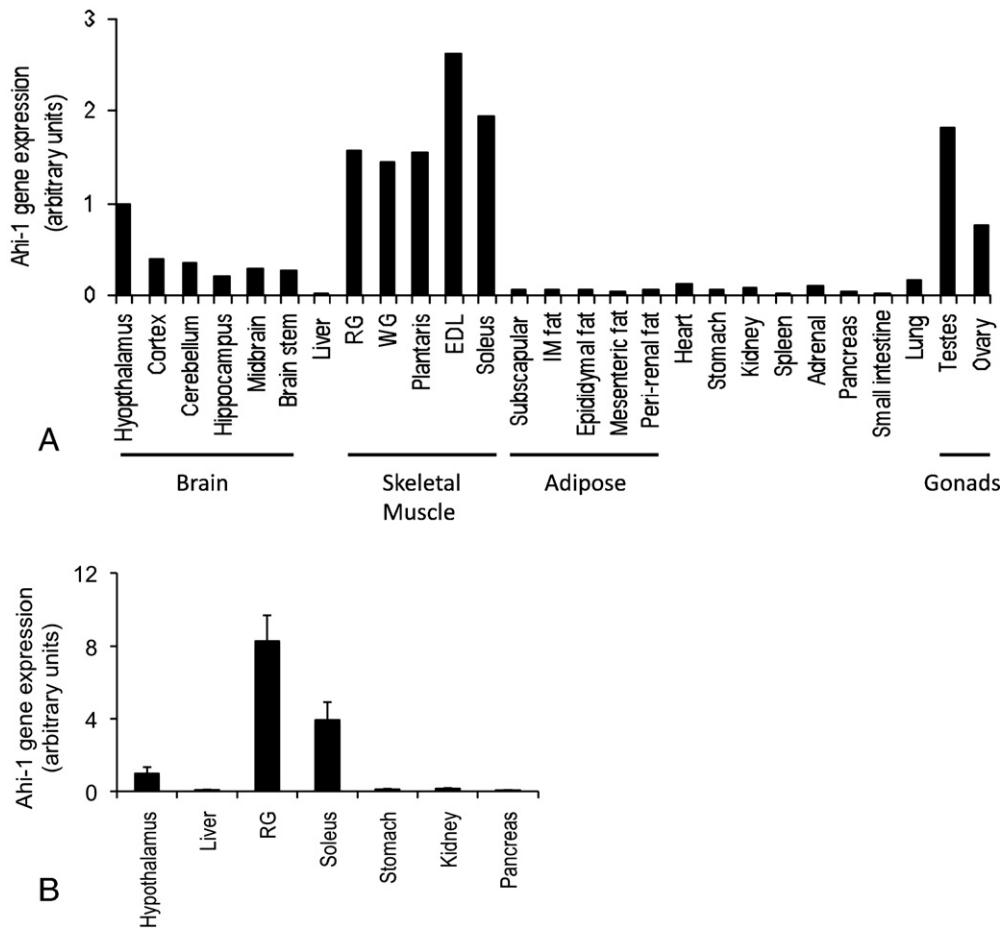 3
2
1
0
Ahi-1 gene expression
(arbitrary units)
Hyopthalamus
Cortex
Cerebellum
Hippocampus
Midbrain
Brain stem
Liver
RG
WG
Plantaris
EDL
Soleus
Subscapular
IM fat
Epididymal fat
Mesenteric fat
Peri-renal fat
Heart
Stomach
Kidney
Spleen
Adrenal
Pancreas
Small intestine
Lung
Testes
Ovary
A
Brain
Skeletal
Muscle
Adipose
Gonads
12
8
4
0
Ahi-1 gene expression
(arbitrary units)
Hypothalamus
Liver
RG
Soleus
Stomach
Kidney
Pancreas
B